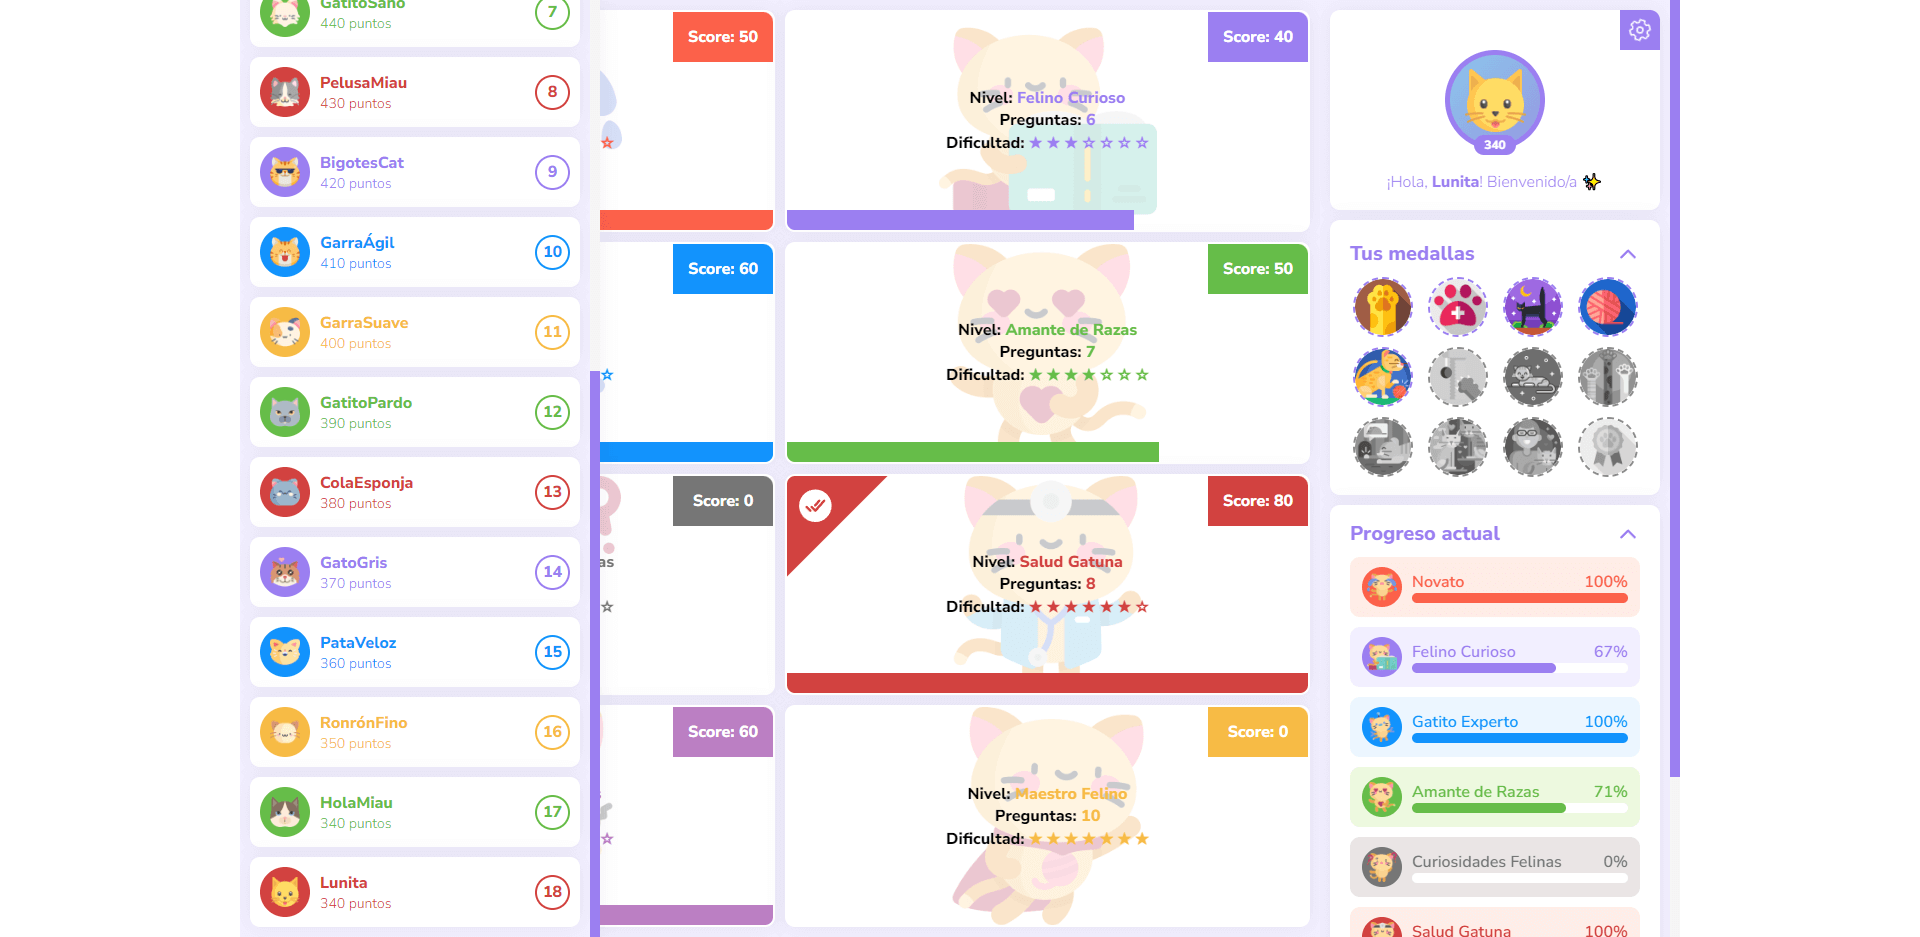 GatitoSano
440 puntos
7
PelusaMiau
430 puntos
8
BigotesCat
420 puntos
9
GarraÁgil
410 puntos
10
GarraSuave
400 puntos
11
GatitoPardo
390 puntos
12
ColaEsponja
380 puntos
13
GatoGris
370 puntos
14
PataVeloz
360 puntos
15
RonrónFino
350 puntos
16
HolaMiau
340 puntos
17
Lunita
340 puntos
18
Score: 50
Score: 60
Score: 0
as
Score: 60
Score: 40
Nivel: Felino Curioso
Preguntas: 6
Dificultad: ★★★☆☆☆☆
Score: 50
Nivel: Amante de Razas
Preguntas: 7
Dificultad: ★★★★☆☆☆
Score: 80
Nivel: Salud Gatuna
Preguntas: 8
Dificultad: ★★★★★★☆
Score: 0
Nivel: Maestro Felino
Preguntas: 10
Dificultad: ★★★★★★★
340
¡Hola, Lunita! Bienvenido/a ✨
Tus medallas
Progreso actual
Novato 100%
Felino Curioso 67%
Gatito Experto 100%
Amante de Razas 71%
Curiosidades Felinas 0%
Salud Gatuna 100%